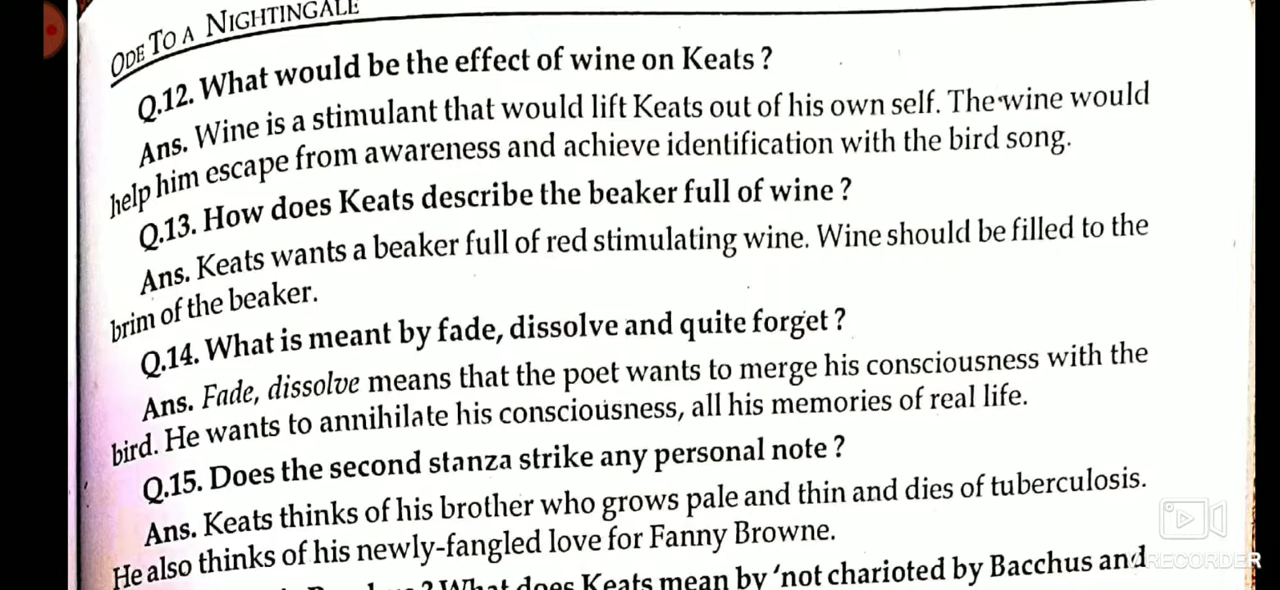 ODE TO A NIGHTINGALE
Q.12. What would be the effect of wine on Keats ?
Ans. Wine is a stimulant that would lift Keats out of his own self. The wine would
help him escape from awareness and achieve identification with the bird song.
Q.13. How does Keats describe the beaker full of wine ?
Ans. Keats wants a beaker full of red stimulating wine. Wine should be filled to the
brim of the beaker.
Q.14. What is meant by fade, dissolve and quite forget ?
Ans. Fade, dissolve means that the poet wants to merge his consciousness with the
bird. He wants to annihilate his consciousness, all his memories of real life.
Q.15. Does the second stanza strike any personal note ?
Ans. Keats thinks of his brother who grows pale and thin and dies of tuberculosis.
He also thinks of his newly-fangled love for Fanny Browne.
? What does Keats mean by 'not charioted by Bacchus and
RECORDER